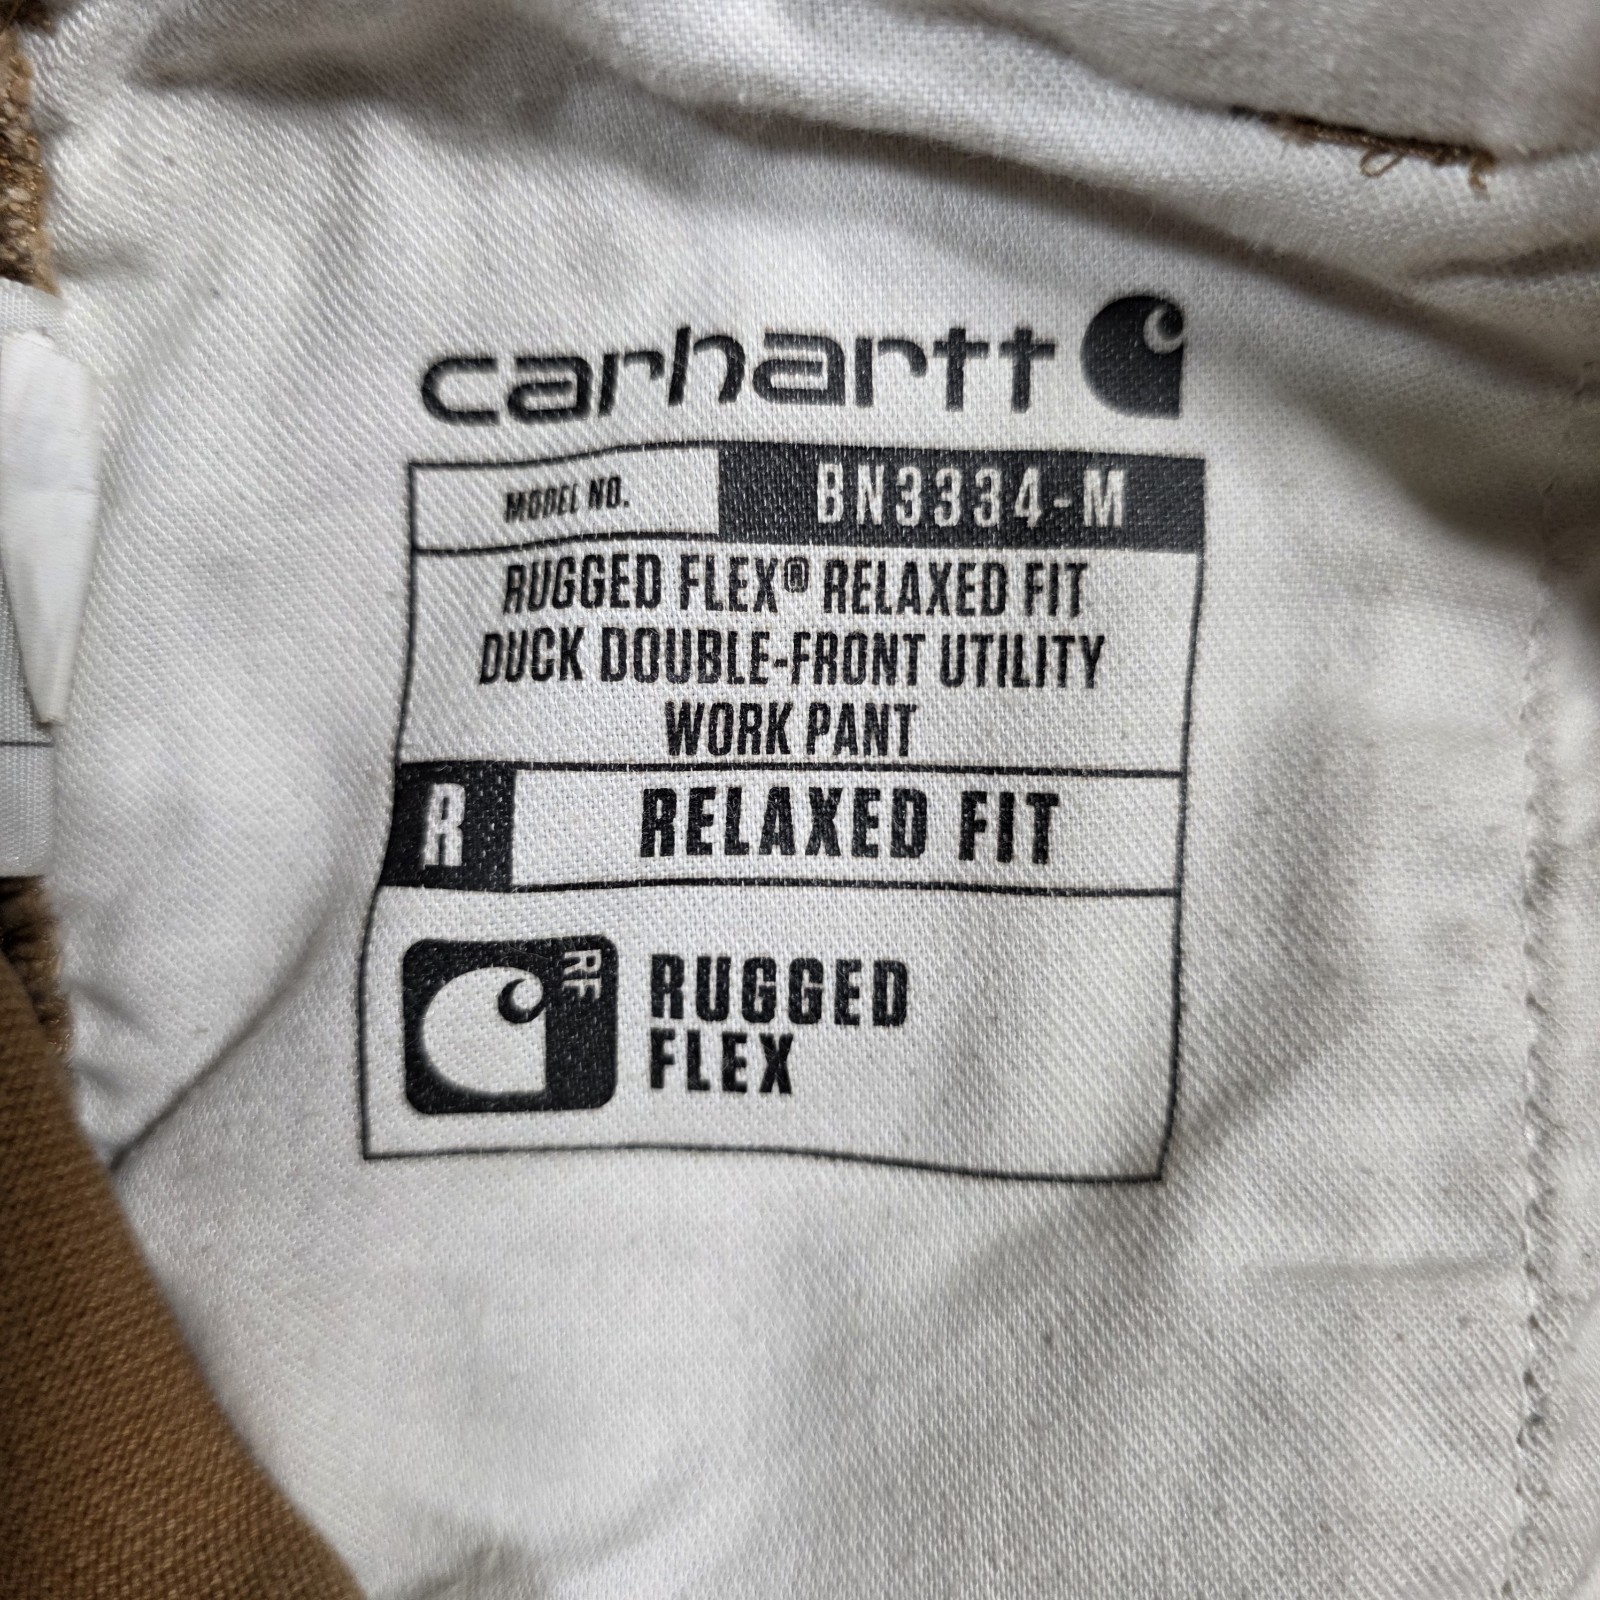 carhartt
MODEL NO. BN3334-M
RUGGED FLEX® RELAXED FIT
DUCK DOUBLE-FRONT UTILITY
WORK PANT
R RELAXED FIT
RF RUGGED
FLEX